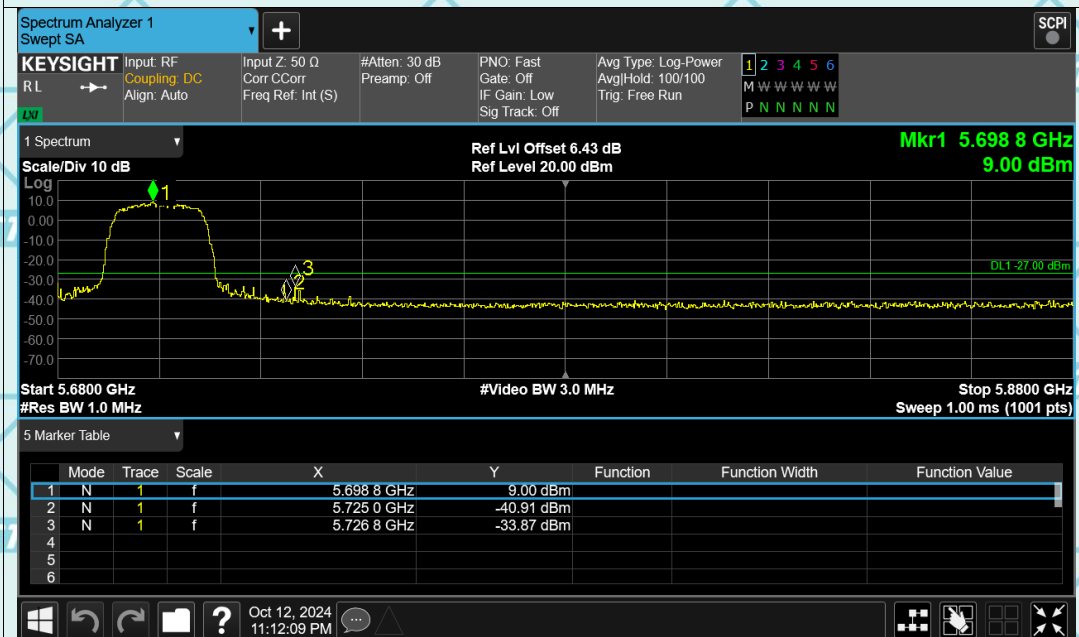 Spectrum Analyzer 1
Swept SA
+
SCPI
KEYSIGHT
R L
LXI
Input: RF
Coupling: DC
Align: Auto
Input Z: 50 Ω
Corr CCorr
Freq Ref: Int (S)
#Atten: 30 dB
Preamp: Off
PNO: Fast
Gate: Off
IF Gain: Low
Sig Track: Off
Avg Type: Log-Power
Avg|Hold: 100/100
Trig: Free Run
1 2 3 4 5 6
M W W W W W
P N N N N N
1 Spectrum
Scale/Div 10 dB
Ref Lvl Offset 6.43 dB
Ref Level 20.00 dBm
Mkr1 5.698 8 GHz
9.00 dBm
Log
10.0
0.00
-10.0
-20.0
-30.0
-40.0
-50.0
-60.0
-70.0
1
3
2
DL1 -27.00 dBm
Start 5.6800 GHz
#Video BW 3.0 MHz
Stop 5.8800 GHz
#Res BW 1.0 MHz
Sweep 1.00 ms (1001 pts)
5 Marker Table
Mode Trace Scale X Y Function Function Width Function Value
1 N 1 f 5.698 8 GHz 9.00 dBm
2 N 1 f 5.725 0 GHz -40.91 dBm
3 N 1 f 5.726 8 GHz -33.87 dBm
4
5
6
?
Oct 12, 2024
11:12:09 PM